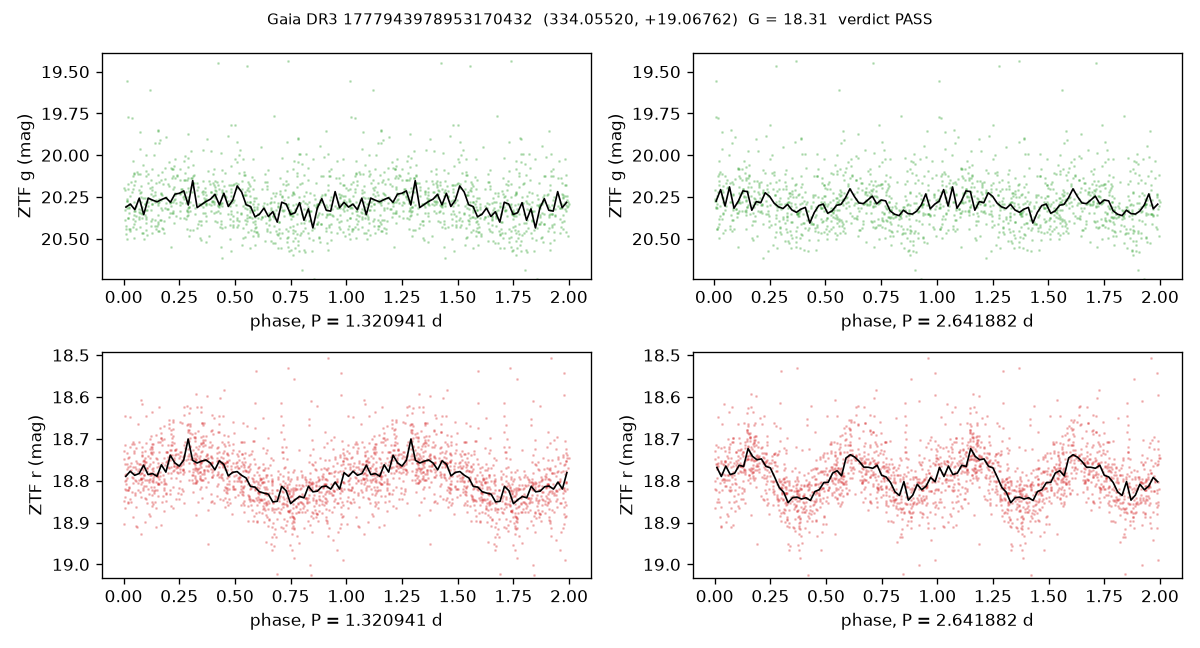 Gaia DR3 1777943978953170432 (334.05520, +19.06762) G = 18.31 verdict PASS
ZTF g (mag)
19.50
19.75
20.00
20.25
20.50
0.00 0.25 0.50 0.75 1.00 1.25 1.50 1.75 2.00
phase, P = 1.320941 d
ZTF g (mag)
19.50
19.75
20.00
20.25
20.50
0.00 0.25 0.50 0.75 1.00 1.25 1.50 1.75 2.00
phase, P = 2.641882 d
ZTF r (mag)
18.5
18.6
18.7
18.8
18.9
19.0
0.00 0.25 0.50 0.75 1.00 1.25 1.50 1.75 2.00
phase, P = 1.320941 d
ZTF r (mag)
18.5
18.6
18.7
18.8
18.9
19.0
0.00 0.25 0.50 0.75 1.00 1.25 1.50 1.75 2.00
phase, P = 2.641882 d